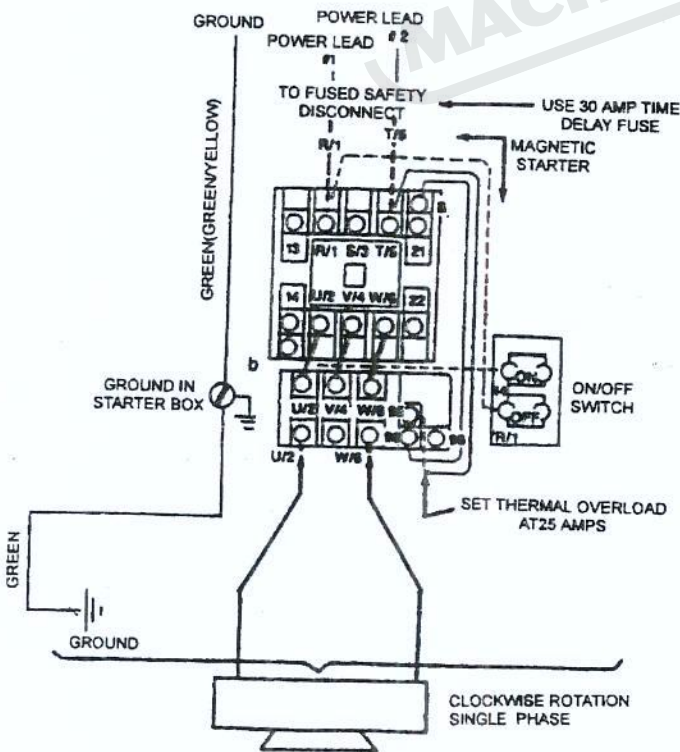 MACHI
GROUND
POWER LEAD
#2
POWER LEAD
#1
TO FUSED SAFETY
DISCONNECT
USE 30 AMP TIME
DELAY FUSE
R/1
T/5
MAGNETIC
STARTER
GREEN(GREEN/YELLOW)
a
13
R/1 S/3 T/5
21
14
U/2 V/4 W/6
22
b
ON
ON/OFF
SWITCH
OFF
R/1
GROUND IN
STARTER BOX
U/2 V/4 W/6 95
96
U/2
W/6
SET THERMAL OVERLOAD
AT25 AMPS
GREEN
GROUND
CLOCKWISE ROTATION
SINGLE PHASE